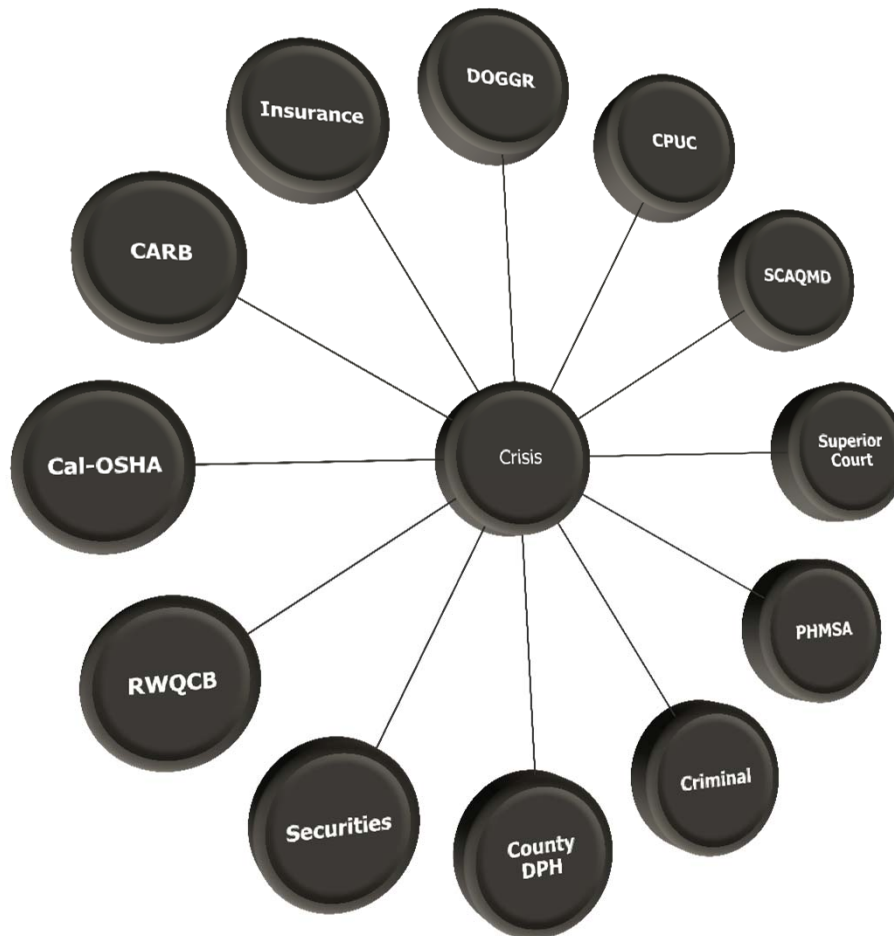 DOGGR
Insurance
CPUC
CARB
SCAQMD
Superior
Court
Cal-OSHA
Crisis
PHMSA
RWQCB
Criminal
Securities
County
DPH